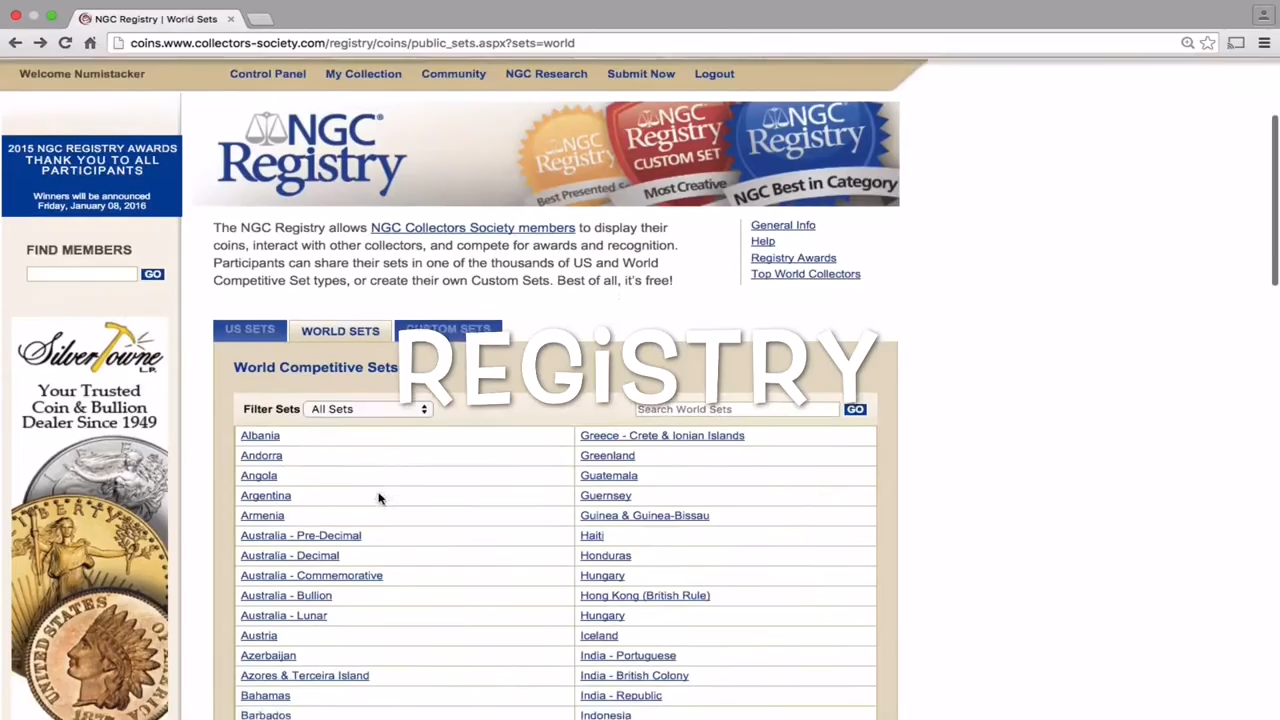 NGC Registry | World Sets
coins.www.collectors-society.com/registry/coins/public_sets.aspx?sets=world
Welcome Numistacker
Control Panel
My Collection
Community
NGC Research
Submit Now
Logout
2015 NGC REGISTRY AWARDS
THANK YOU TO ALL
PARTICIPANTS
Winners will be announced
Friday, January 08, 2016
FIND MEMBERS
GO
SilverTowne
L.P.
Your Trusted
Coin & Bullion
Dealer Since 1949
LIBERTY
UNITED STATES
NGC®
Registry
NGC
Registry
Best Presented
NGC
Registry
CUSTOM SET
Most Creative
NGC
Registry
NGC Best in Category
The NGC Registry allows NGC Collectors Society members to display their
coins, interact with other collectors, and compete for awards and recognition.
Participants can share their sets in one of the thousands of US and World
Competitive Set types, or create their own Custom Sets. Best of all, it's free!
General Info
Help
Registry Awards
Top World Collectors
US SETS
WORLD SETS
CUSTOM SETS
REGiSTRY
World Competitive Sets
Filter Sets
All Sets
Search World Sets
GO
Albania
Greece - Crete & Ionian Islands
Andorra
Greenland
Angola
Guatemala
Argentina
Guernsey
Armenia
Guinea & Guinea-Bissau
Australia - Pre-Decimal
Haiti
Australia - Decimal
Honduras
Australia - Commemorative
Hungary
Australia - Bullion
Hong Kong (British Rule)
Australia - Lunar
Hungary
Austria
Iceland
Azerbaijan
India - Portuguese
Azores & Terceira Island
India - British Colony
Bahamas
India - Republic
Barbados
Indonesia